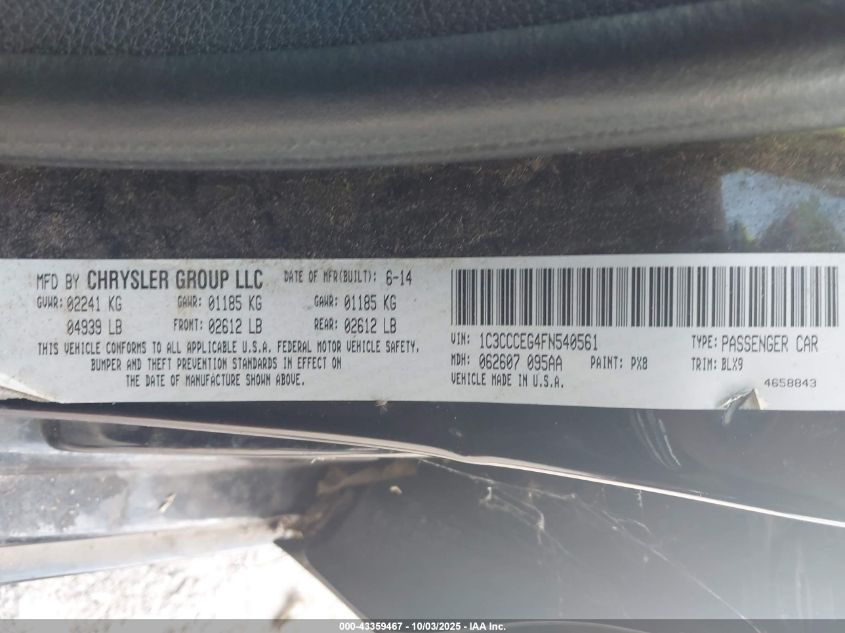 MFD BY CHRYSLER GROUP LLC DATE OF MFR(BUILT): 6-14
GVWR: 02241 KG GAWR: 01185 KG GAWR: 01185 KG
04939 LB FRONT: 02612 LB REAR: 02612 LB
THIS VEHICLE CONFORMS TO ALL APPLICABLE U.S.A. FEDERAL MOTOR VEHICLE SAFETY,
BUMPER AND THEFT PREVENTION STANDARDS IN EFFECT ON
THE DATE OF MANUFACTURE SHOWN ABOVE.
VIN: 1C3CCCEG4FN540561 TYPE: PASSENGER CAR
MDH: 062607 095AA PAINT: PX8 TRIM: BLX9
VEHICLE MADE IN U.S.A. 4658843
000-43359467 - 10/03/2025 - IAA Inc.